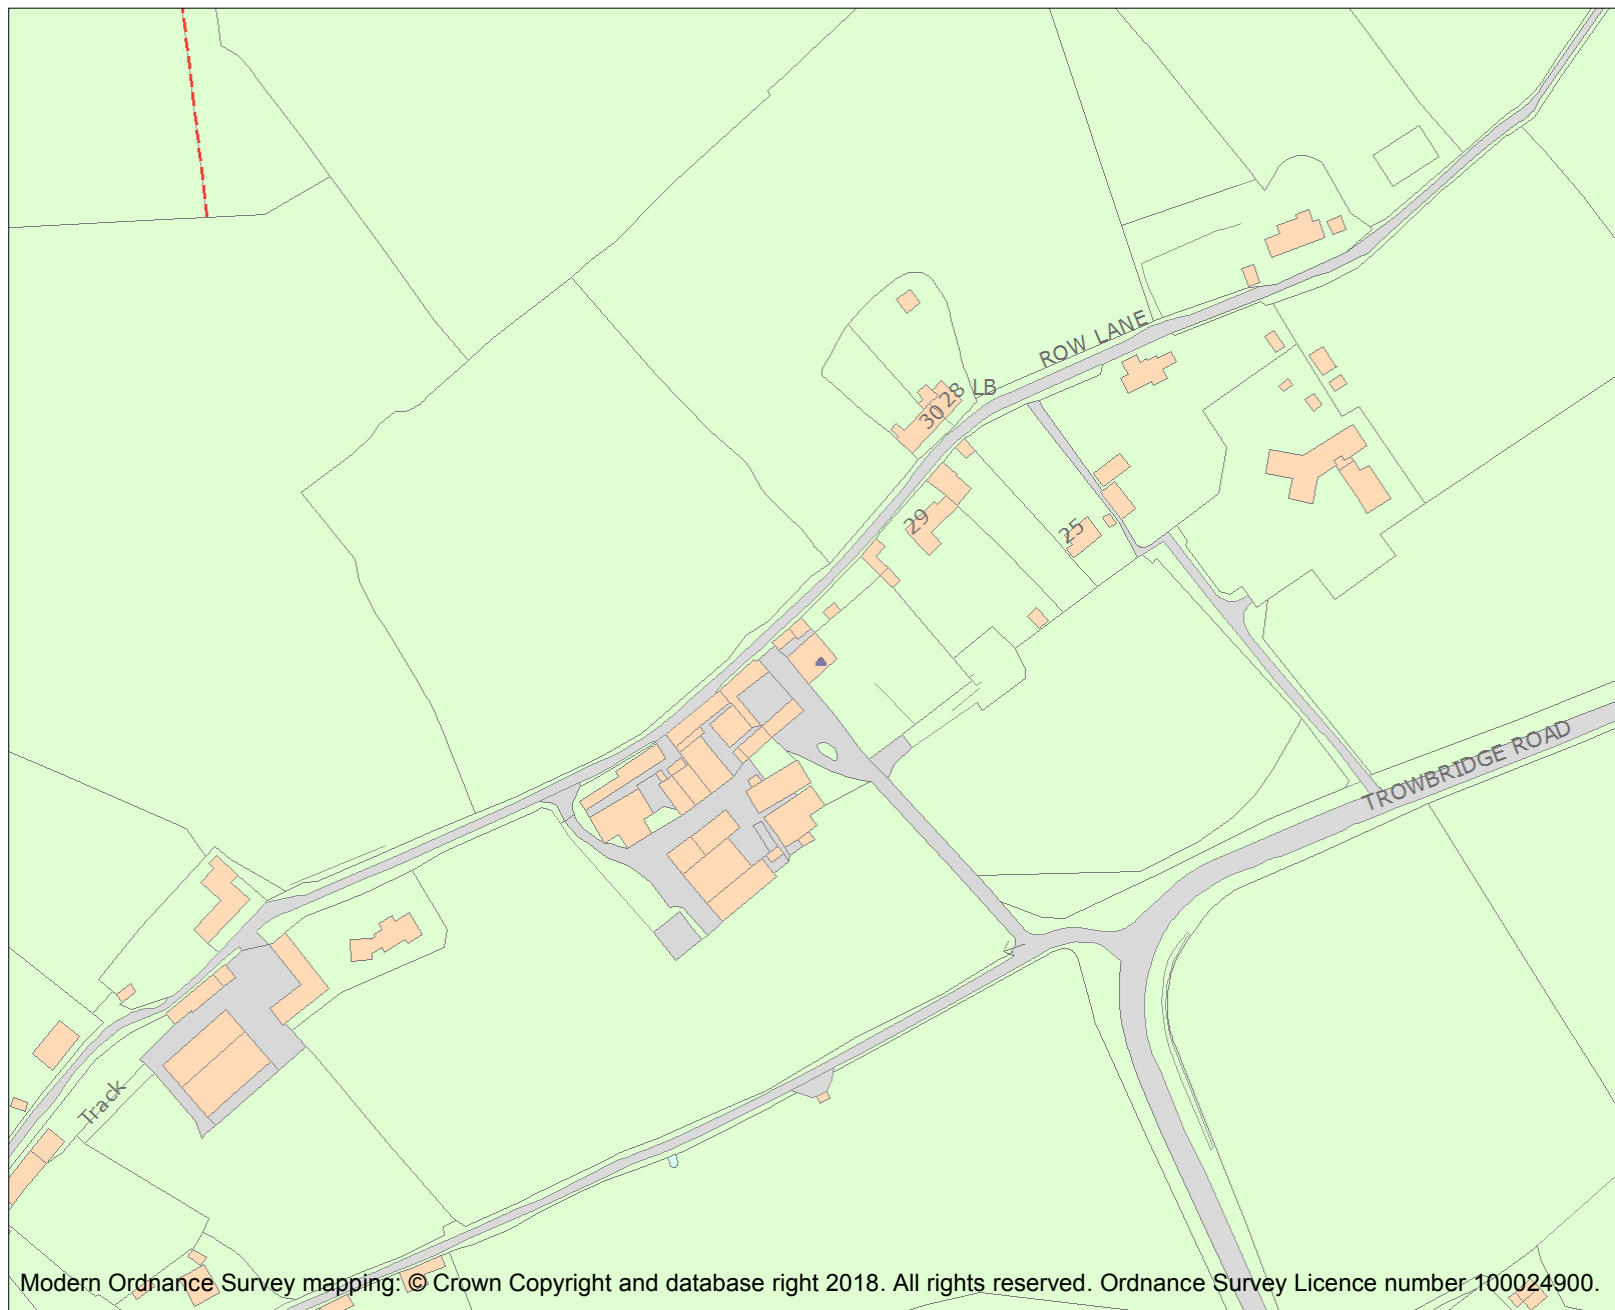 ROW LANE
28 LB
30
29
25
TROWBRIDGE ROAD
Track
Modern Ordnance Survey mapping: © Crown Copyright and database right 2018. All rights reserved. Ordnance Survey Licence number 100024900.